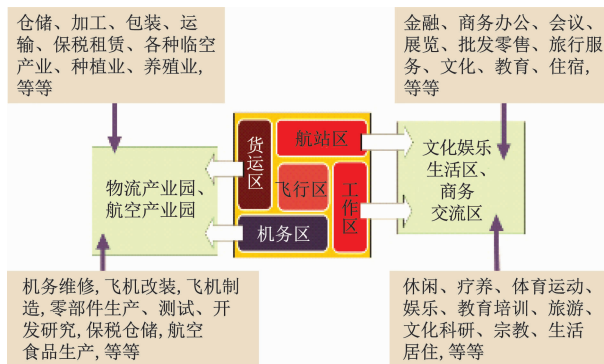 仓储、加工、包装、运
输、保税租赁、各种临空
产业、种植业、养殖业,
等等
金融、商务办公、会议、
展览、批发零售、旅行服
务、文化、教育、住宿,
等等
货运区
航站区
飞行区
工作区
机务区
物流产业园、
航空产业园
文化娱乐
生活区、
商务
交流区
机务维修, 飞机改装, 飞机制
造, 零部件生产、测试、开
发研究, 保税仓储, 航空
食品生产, 等等
休闲、疗养、体育运动、
娱乐、教育培训、旅游、
文化科研、宗教、生活
居住, 等等